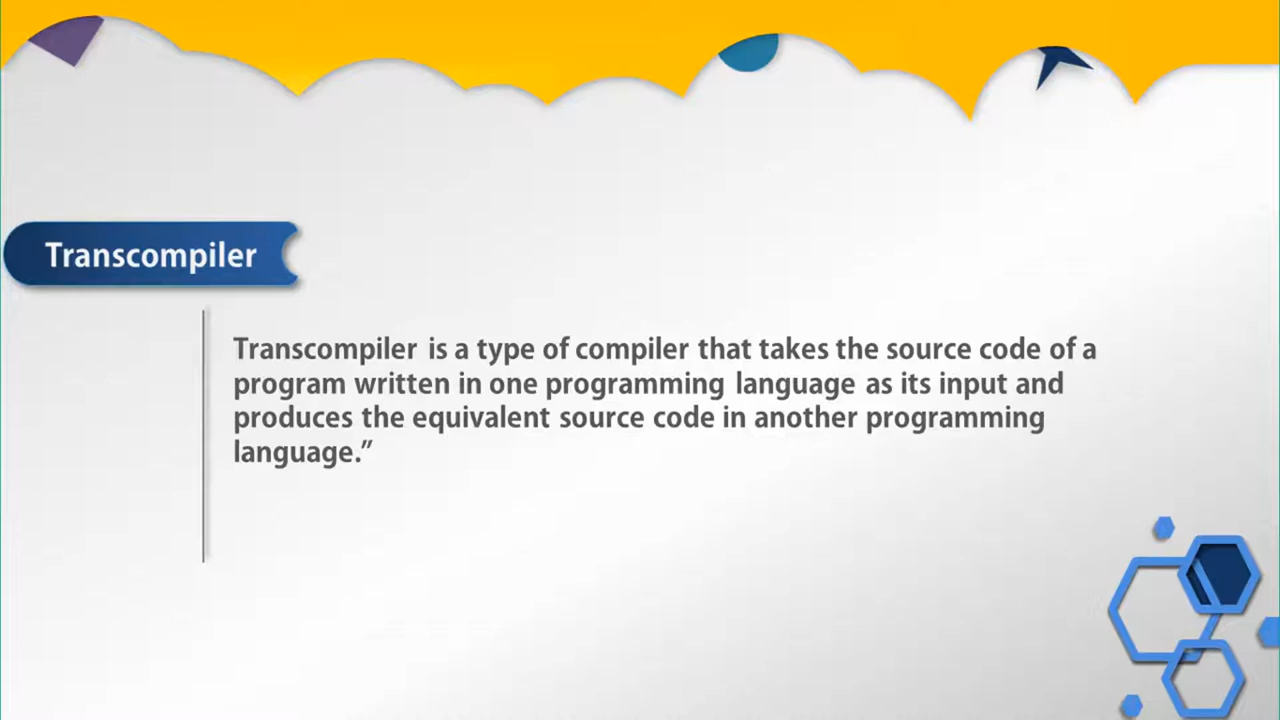 Transcompiler
Transcompiler is a type of compiler that takes the source code of a
program written in one programming language as its input and
produces the equivalent source code in another programming
language.”